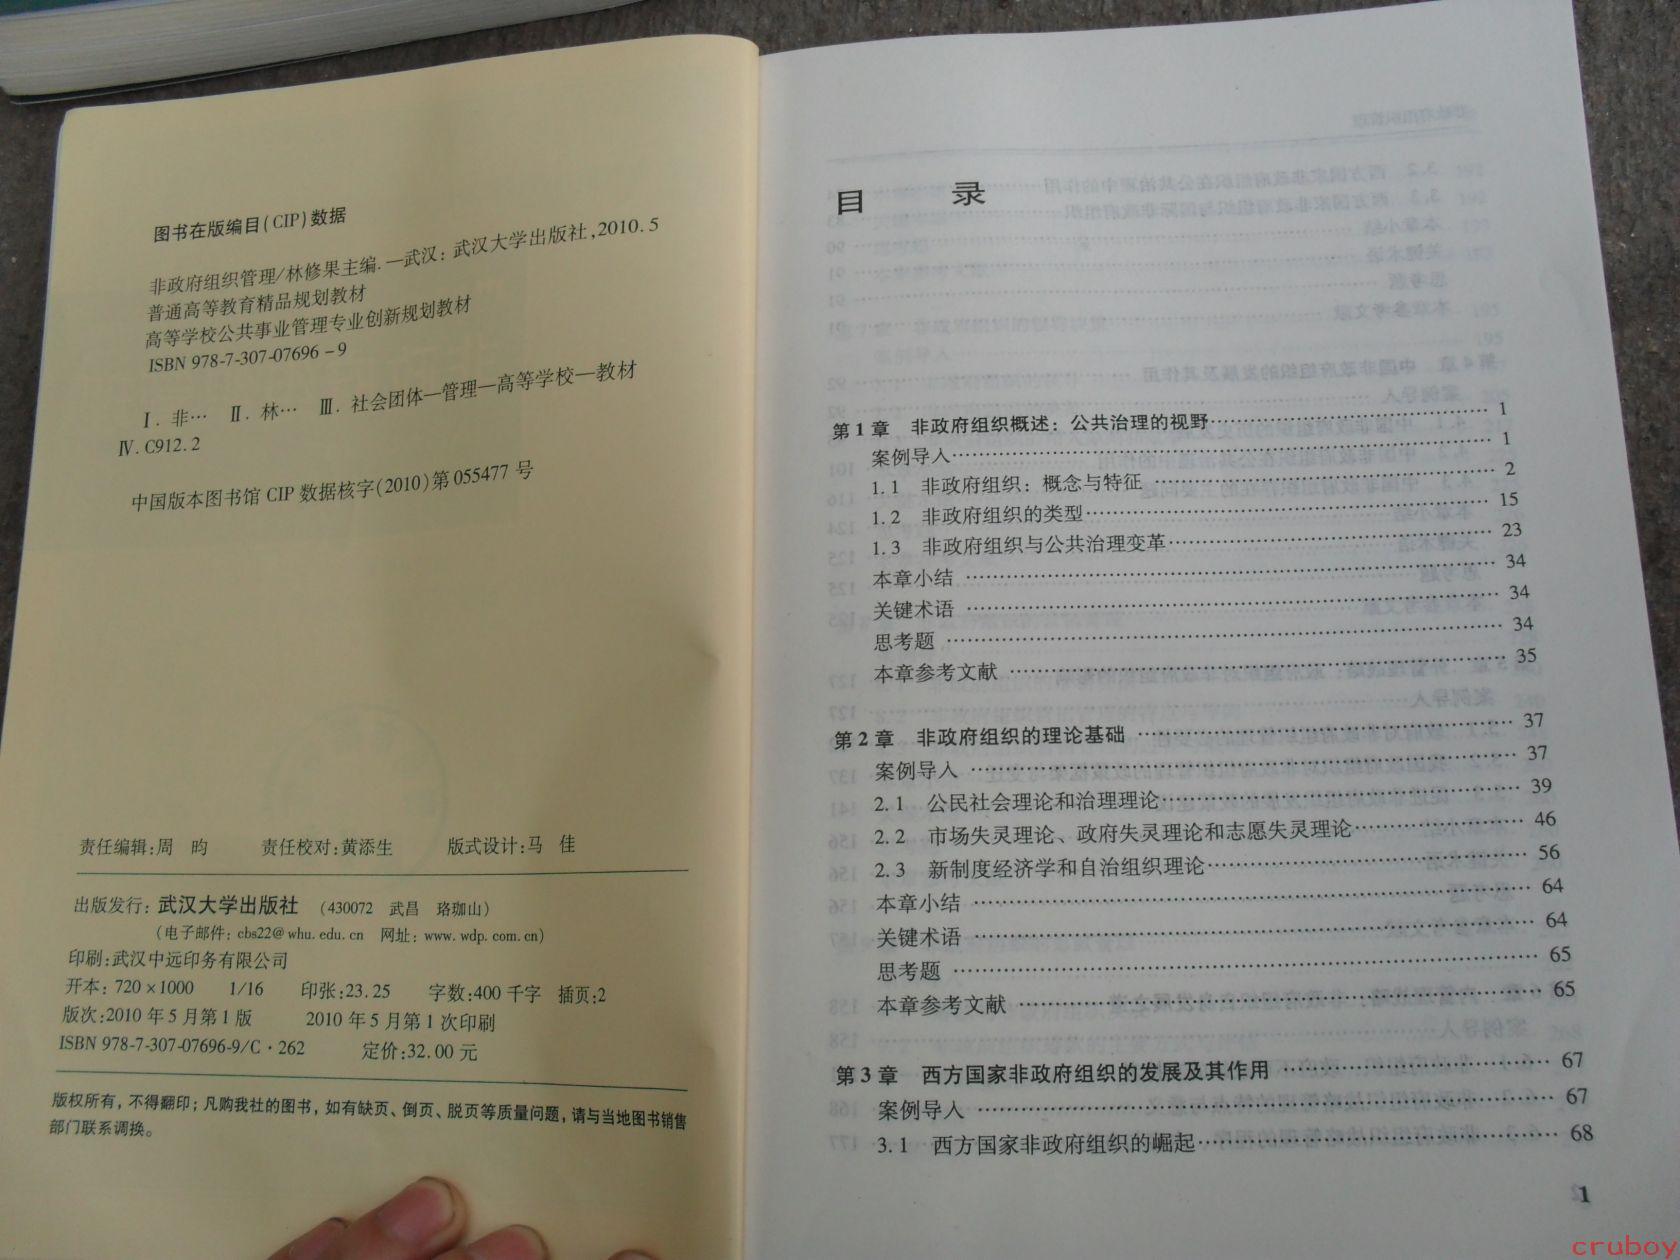 图书在版编目(CIP)数据
非政府组织管理/林修果主编.—武汉：武汉大学出版社,2010.5
普通高等教育精品规划教材
高等学校公共事业管理专业创新规划教材
ISBN 978-7-307-07696-9
Ⅰ.非… Ⅱ.林… Ⅲ.社会团体—管理—高等学校—教材
Ⅳ.C912.2
中国版本图书馆 CIP 数据核字(2010)第 055477 号
责任编辑:周 昀 责任校对:黄添生 版式设计:马 佳
出版发行：武汉大学出版社 (430072 武昌 珞珈山)
(电子邮件：cbs22@whu.edu.cn 网址：www.wdp.com.cn)
印刷:武汉中远印务有限公司
开本：720×1000 1/16 印张:23.25 字数:400 千字 插页:2
版次:2010 年 5 月第 1 版 2010 年 5 月第 1 次印刷
ISBN 978-7-307-07696-9/C·262 定价:32.00 元
版权所有，不得翻印；凡购我社的图书，如有缺页、倒页、脱页等质量问题，请与当地图书销售
部门联系调换。
目 录
第 1 章 非政府组织概述：公共治理的视野 …… 1
案例导入 …… 1
1.1 非政府组织：概念与特征 …… 2
1.2 非政府组织的类型 …… 15
1.3 非政府组织与公共治理变革 …… 23
本章小结 …… 34
关键术语 …… 34
思考题 …… 34
本章参考文献 …… 35
第 2 章 非政府组织的理论基础 …… 37
案例导入 …… 37
2.1 公民社会理论和治理理论 …… 39
2.2 市场失灵理论、政府失灵理论和志愿失灵理论 …… 46
2.3 新制度经济学和自治组织理论 …… 56
本章小结 …… 64
关键术语 …… 64
思考题 …… 65
本章参考文献 …… 65
第 3 章 西方国家非政府组织的发展及其作用 …… 67
案例导入 …… 67
3.1 西方国家非政府组织的崛起 …… 68
1
cruboy